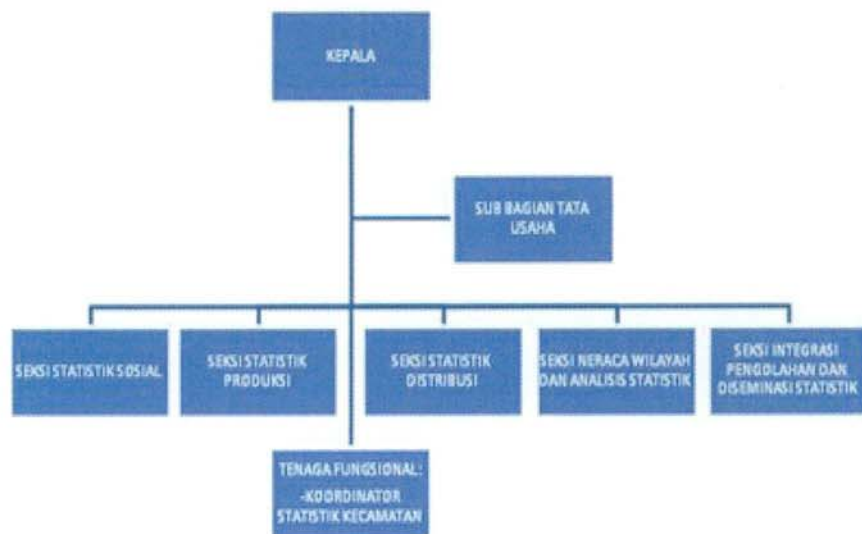 KEPALA
SUB BAGIAN TATA
USAHA
SEKSI STATISTIK SOSIAL
SEKSI STATISTIK
PRODUKSI
SEKSI STATISTIK
DISTRIBUSI
SEKSI NERACA WILAYAH
DAN ANALISIS STATISTIK
SEKSI INTEGRASI
PENGOLAHAN DAN
DISEMINASI STATISTIK
TENAGA FUNGSIONAL:
-KOORDINATOR
STATISTIK KECAMATAN